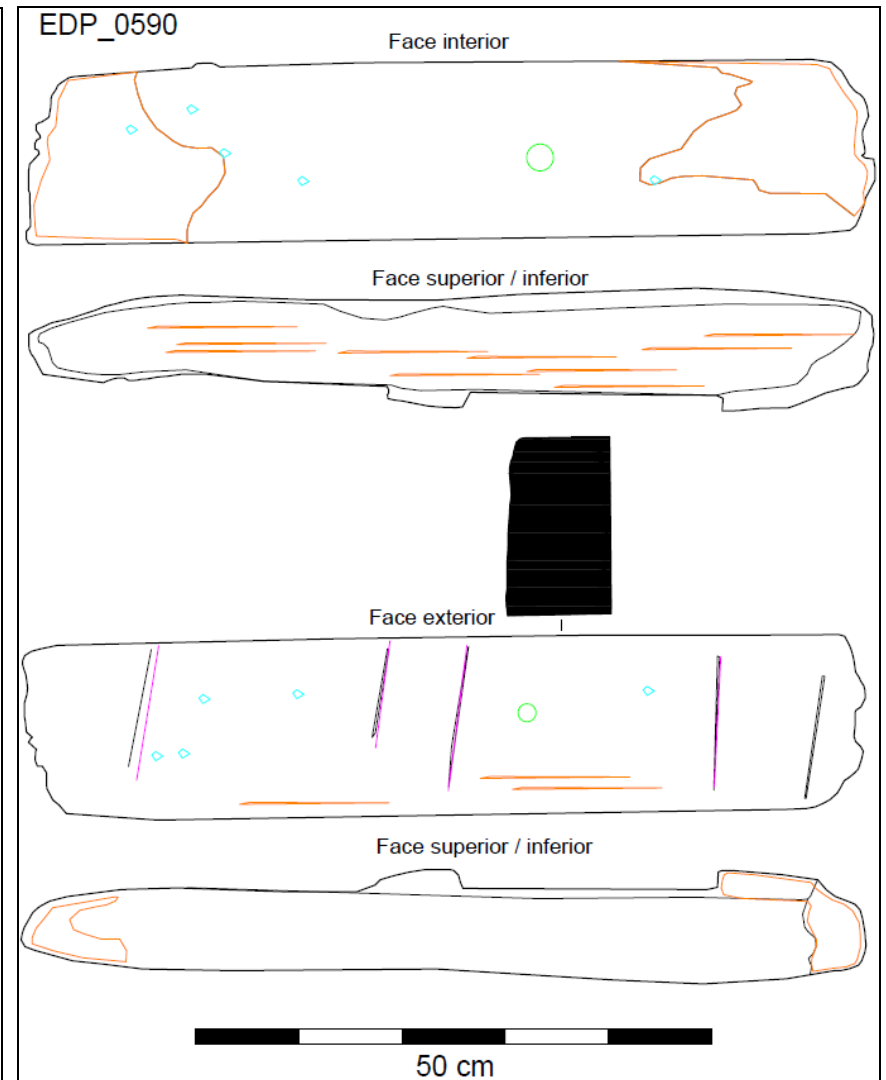 EDP_0590
Face interior
Face superior / inferior
Face exterior
Face superior / inferior
50 cm